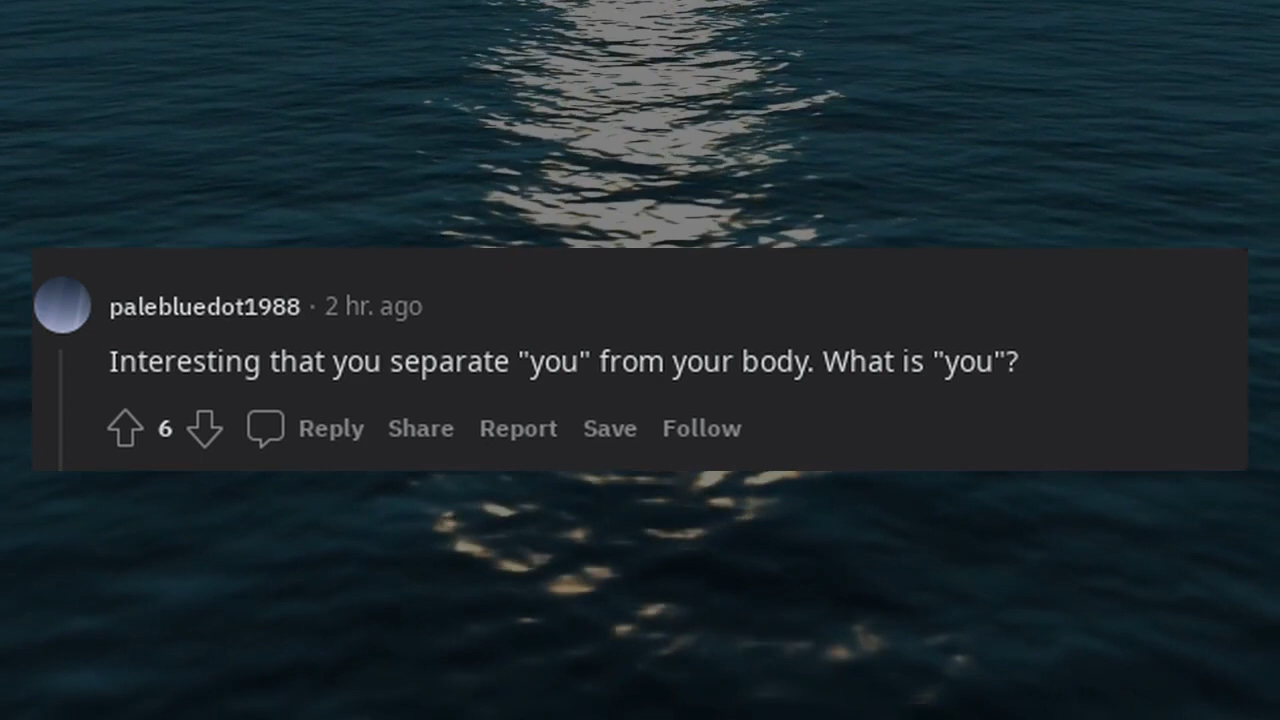 palebluedot1988 · 2 hr. ago
Interesting that you separate "you" from your body. What is "you"?
6 Reply Share Report Save Follow